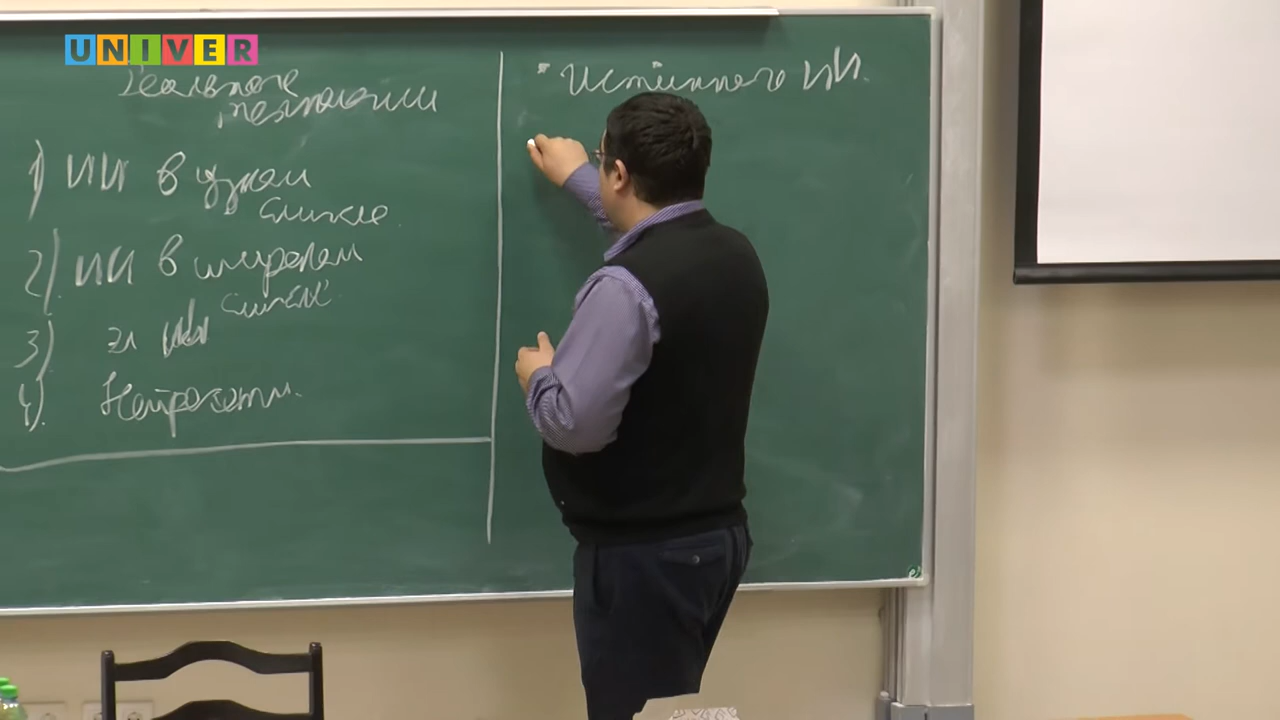 UNIVER
Реальные
технологии
"Истинного ИИ.
1) ИИ в узком
смысле.
2) ИИ в широком
смысле.
3)
4) Нейросети.